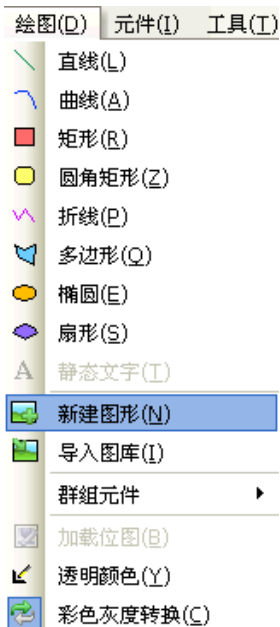 绘图(D) 元件(I) 工具(T)
直线(L)
曲线(A)
矩形(R)
圆角矩形(Z)
折线(P)
多边形(O)
椭圆(E)
扇形(S)
A 静态文字(T)
新建图形(N)
导入图库(I)
群组元件
加载位图(B)
透明颜色(Y)
彩色灰度转换(C)